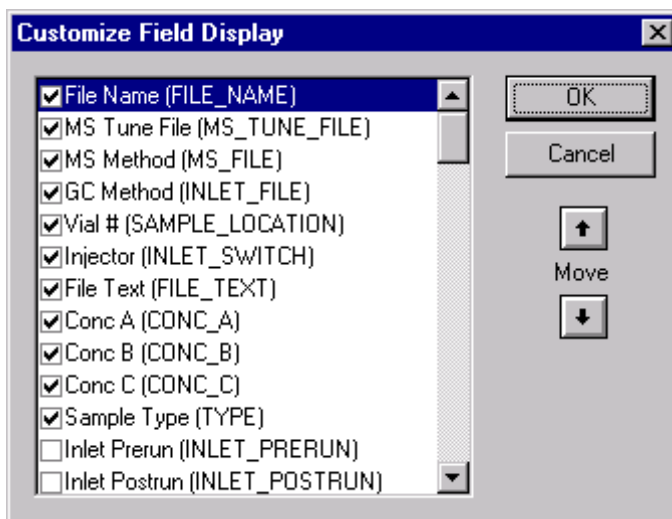 Customize Field Display
File Name (FILE_NAME)
MS Tune File (MS_TUNE_FILE)
MS Method (MS_FILE)
GC Method (INLET_FILE)
Vial # (SAMPLE_LOCATION)
Injector (INLET_SWITCH)
File Text (FILE_TEXT)
Conc A (CONC_A)
Conc B (CONC_B)
Conc C (CONC_C)
Sample Type (TYPE)
Inlet Prerun (INLET_PRERUN)
Inlet Postrun (INLET_POSTRUN)
OK
Cancel
Move